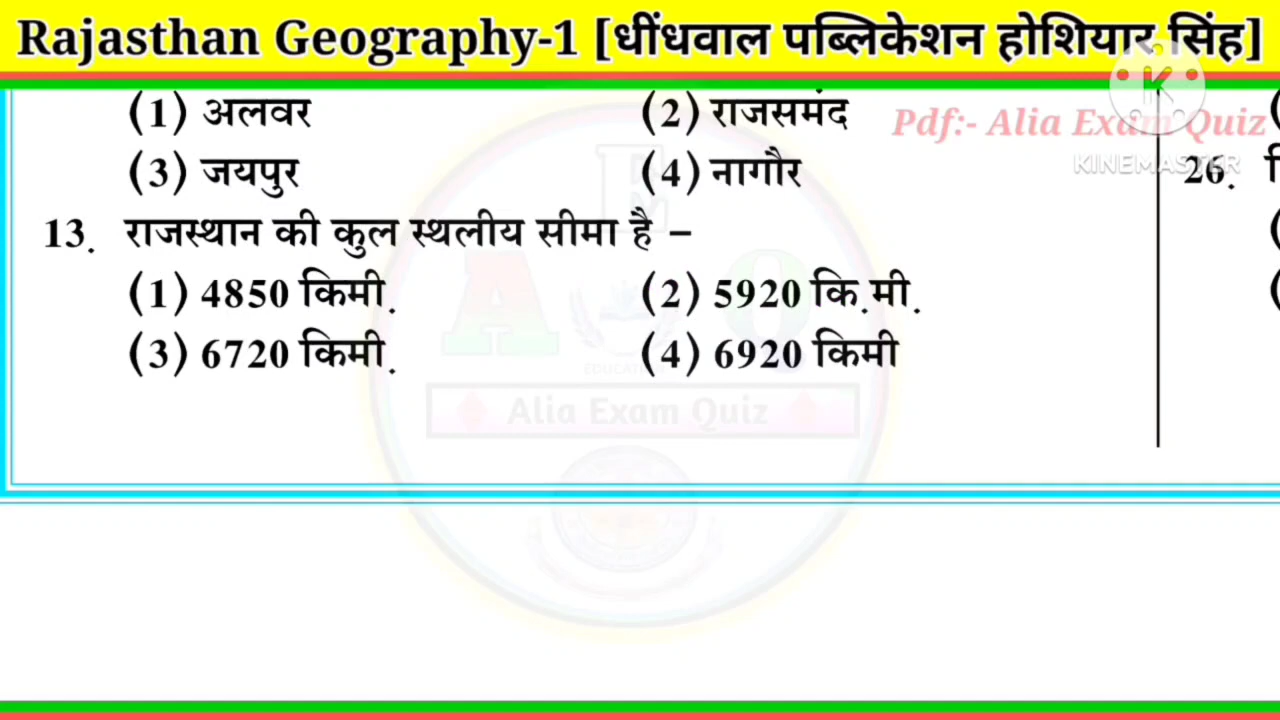 Rajasthan Geography-1 [धींधवाल पब्लिकेशन होशियार सिंह]
(1) अलवर (2) राजसमंद
Pdf:- Alia Exam Quiz
KINEMASTER
(3) जयपुर (4) नागौर
26.
13. राजस्थान की कुल स्थलीय सीमा है –
(1) 4850 किमी. (2) 5920 कि.मी.
(3) 6720 किमी. (4) 6920 किमी
EDUCATION
Alia Exam Quiz